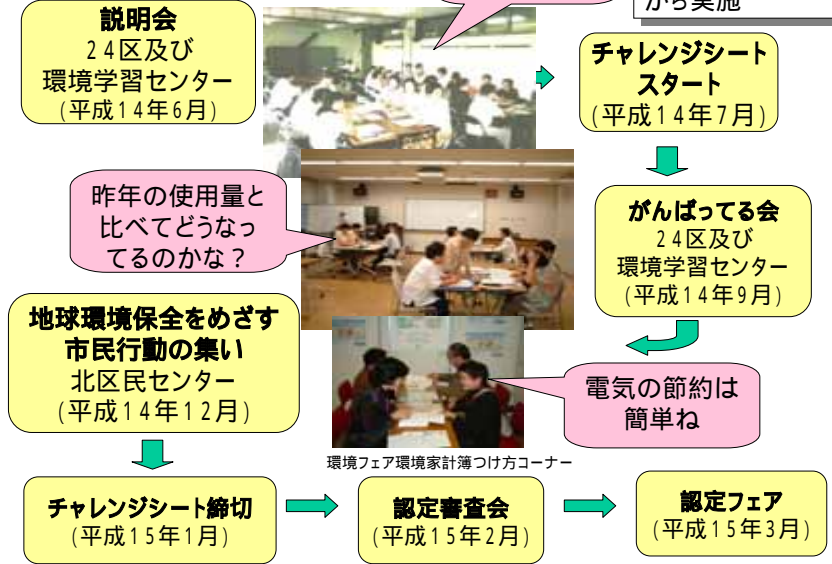 から実施
説明会
24区及び
環境学習センター
(平成14年6月)
チャレンジシート
スタート
(平成14年7月)
昨年の使用量と
比べてどうなっ
てるのかな？
がんばってる会
24区及び
環境学習センター
(平成14年9月)
地球環境保全をめざす
市民行動の集い
北区民センター
(平成14年12月)
電気の節約は
簡単ね
環境フェア環境家計簿つけ方コーナー
チャレンジシート締切
(平成15年1月)
認定審査会
(平成15年2月)
認定フェア
(平成15年3月)